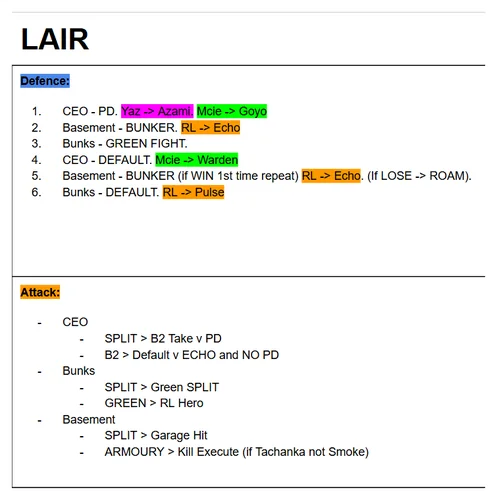 LAIR
Defence:
1. CEO - PD. Yaz -> Azami. Mcie -> Goyo
2. Basement - BUNKER. RL -> Echo
3. Bunks - GREEN FIGHT.
4. CEO - DEFAULT. Mcie -> Warden
5. Basement - BUNKER (if WIN 1st time repeat) RL -> Echo. (If LOSE -> ROAM).
6. Bunks - DEFAULT. RL -> Pulse
Attack:
- CEO
- SPLIT > B2 Take v PD
- B2 > Default v ECHO and NO PD
- Bunks
- SPLIT > Green SPLIT
- GREEN > RL Hero
- Basement
- SPLIT > Garage Hit
- ARMOURY > Kill Execute (if Tachanka not Smoke)